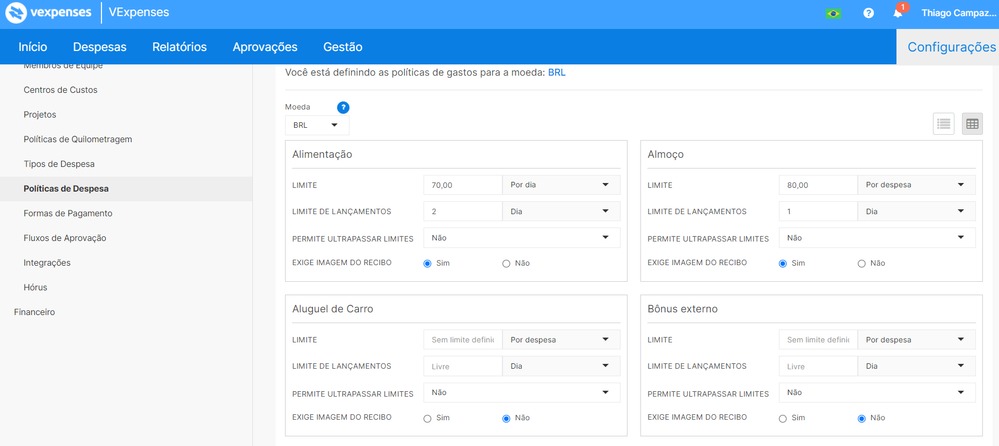 vexpenses
VExpenses
?
1
Thiago Campaz...
Início
Despesas
Relatórios
Aprovações
Gestão
Configurações
Membros de Equipe
Centros de Custos
Projetos
Políticas de Quilometragem
Tipos de Despesa
Políticas de Despesa
Formas de Pagamento
Fluxos de Aprovação
Integrações
Hórus
Financeiro
Você está definindo as políticas de gastos para a moeda: BRL
Moeda ?
BRL
Alimentação
LIMITE 70,00 Por dia
LIMITE DE LANÇAMENTOS 2 Dia
PERMITE ULTRAPASSAR LIMITES Não
EXIGE IMAGEM DO RECIBO Sim Não
Almoço
LIMITE 80,00 Por despesa
LIMITE DE LANÇAMENTOS 1 Dia
PERMITE ULTRAPASSAR LIMITES Não
EXIGE IMAGEM DO RECIBO Sim Não
Aluguel de Carro
LIMITE Sem limite definic Por despesa
LIMITE DE LANÇAMENTOS Livre Dia
PERMITE ULTRAPASSAR LIMITES Não
EXIGE IMAGEM DO RECIBO Sim Não
Bônus externo
LIMITE Sem limite definic Por despesa
LIMITE DE LANÇAMENTOS Livre Dia
PERMITE ULTRAPASSAR LIMITES Não
EXIGE IMAGEM DO RECIBO Sim Não